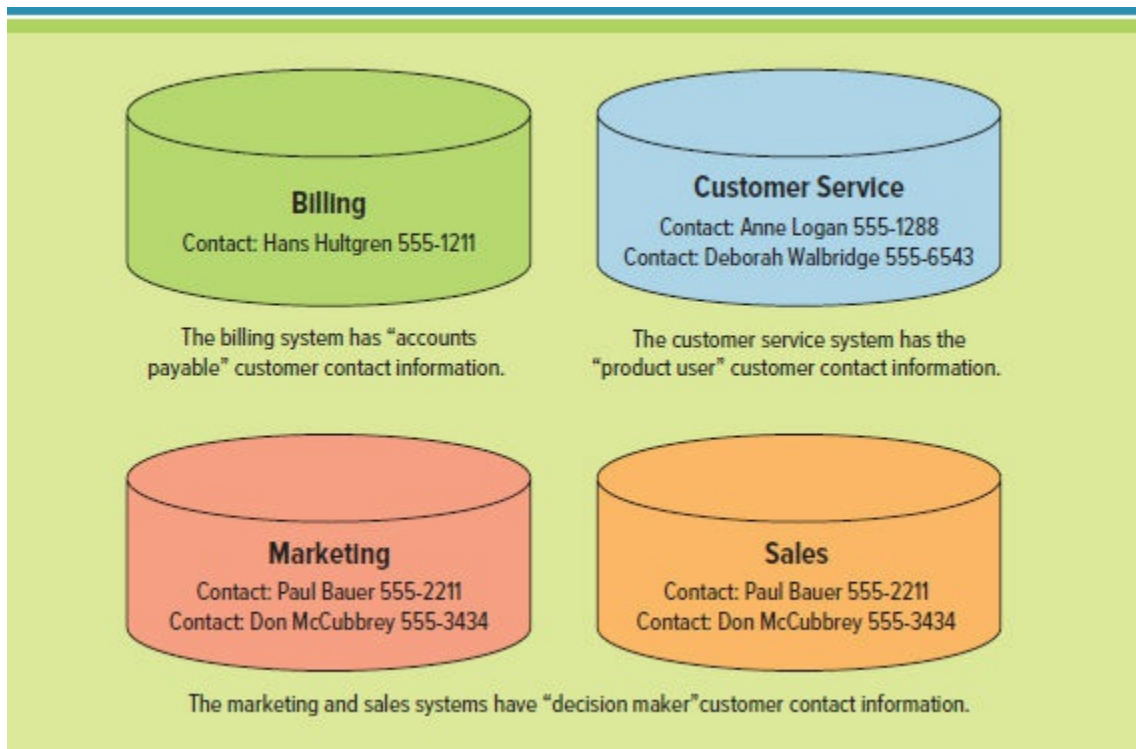 Billing
Contact: Hans Hultgren 555-1211
The billing system has “accounts
payable” customer contact information.
Customer Service
Contact: Anne Logan 555-1288
Contact: Deborah Walbridge 555-6543
The customer service system has the
“product user” customer contact information.
Marketing
Contact: Paul Bauer 555-2211
Contact: Don McCubbrey 555-3434
Sales
Contact: Paul Bauer 555-2211
Contact: Don McCubbrey 555-3434
The marketing and sales systems have “decision maker”customer contact information.